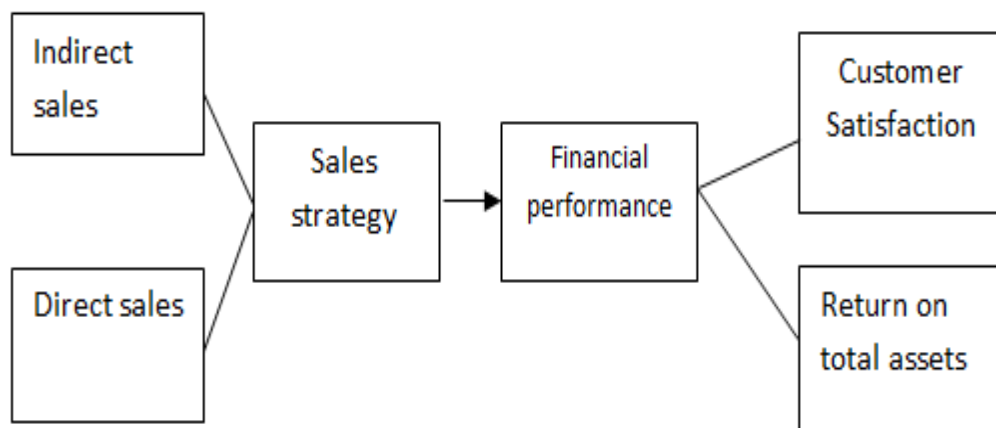 Indirect
sales
Direct sales
Sales
strategy
Financial
performance
Customer
Satisfaction
Return on
total assets